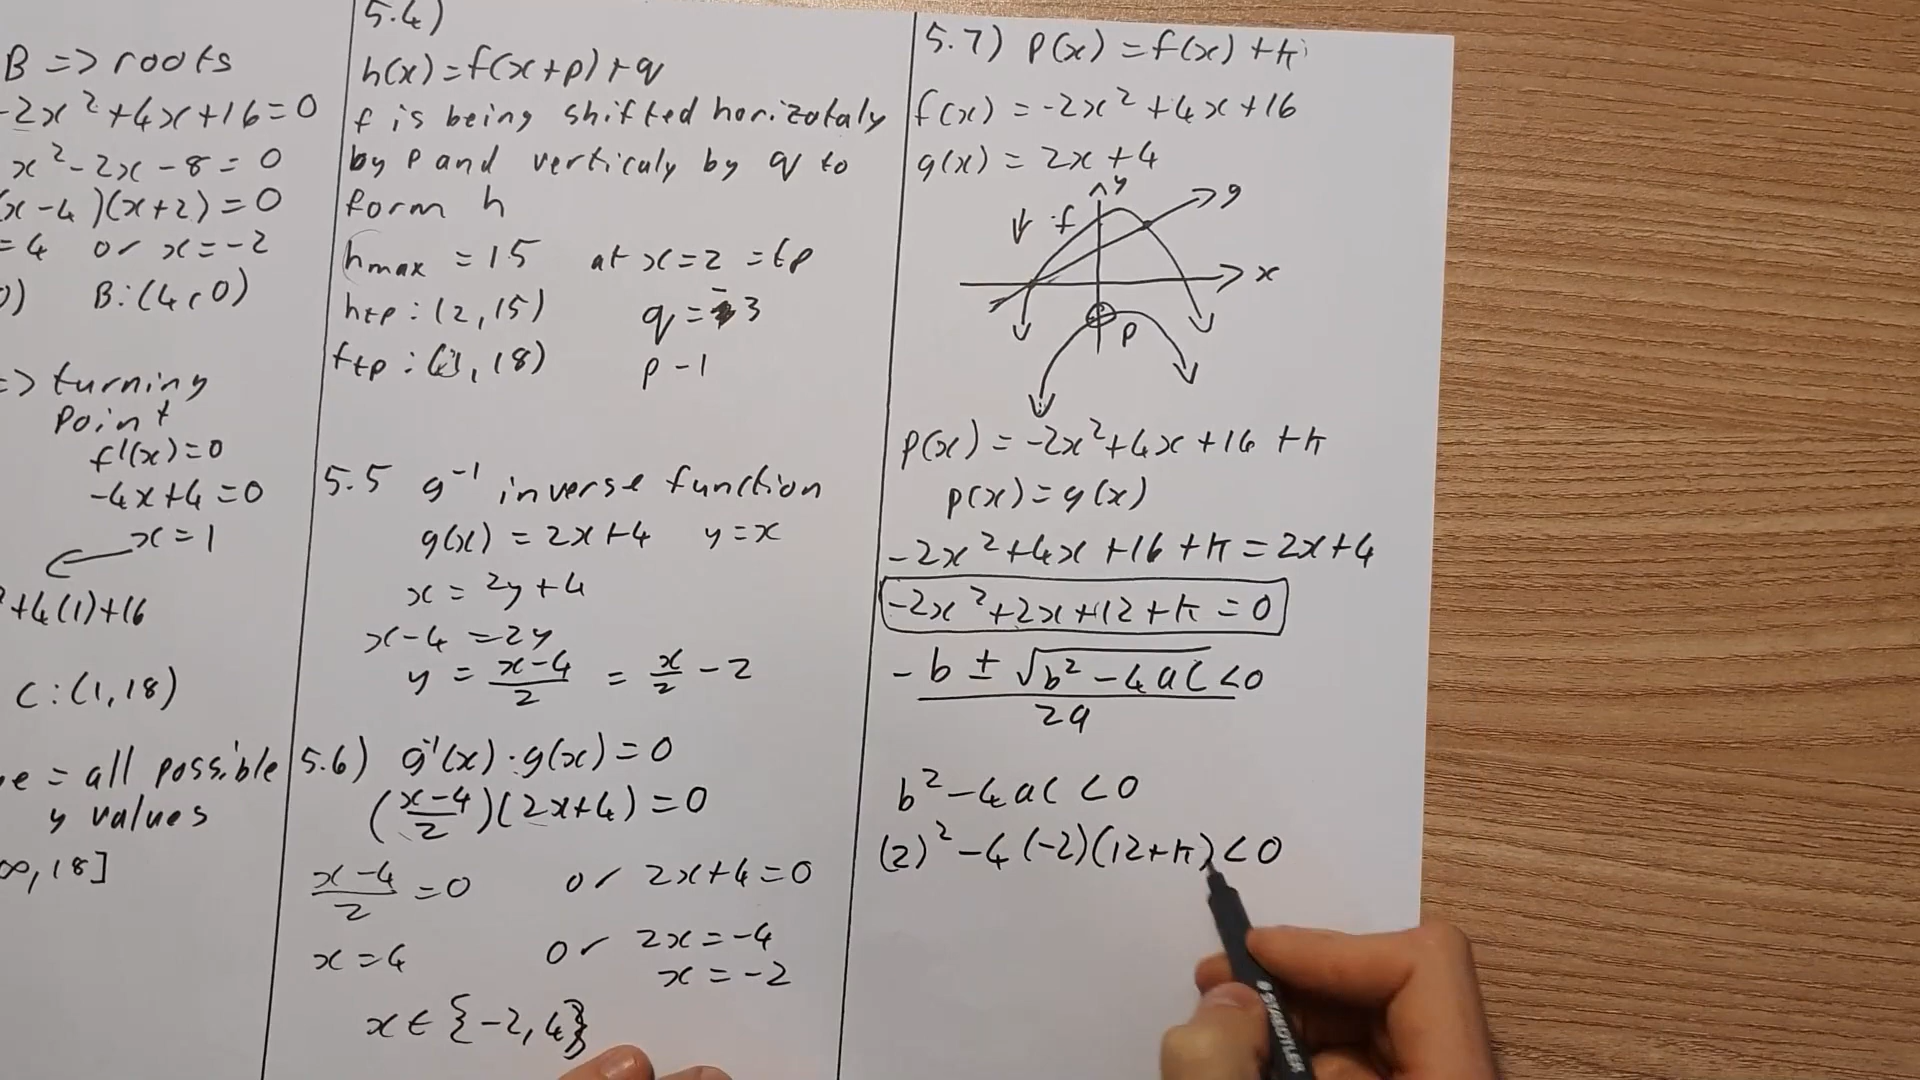 B => roots
-2x²+4x+16=0
x²-2x-8=0
(x-4)(x+2)=0
=4 or x=-2
B:(4,0)
=> turning
Point
f'(x)=0
-4x+4=0
x=1
²+4(1)+16
C:(1,18)
= all possible
y values
∞,18]
5.4)
h(x)=f(x+p)+q
f is being shifted horizotaly
by p and verticuly by q to
form h
hmax = 15 at x=2 =tp
htp:(2,15) q=-3
ftp:(1,18) p-1
5.5 g⁻¹ inverse function
g(x)=2x+4 y=x
x=2y+4
x-4=2y
y = (x-4)/2 = x/2 - 2
5.6) g⁻¹(x)·g(x)=0
((x-4)/2)(2x+4)=0
(x-4)/2=0 or 2x+4=0
x=4 or 2x=-4
x=-2
x∈{-2,4}
5.7) p(x)=f(x)+k
f(x)=-2x²+4x+16
g(x)=2x+4
y
g
f
x
p
p(x)=-2x²+4x+16+k
p(x)=g(x)
-2x²+4x+16+k=2x+4
-2x²+2x+12+k=0
(-b±√(b²-4ac))/2a <0
b²-4ac<0
(2)²-4(-2)(12+k)<0
STAEDTLER